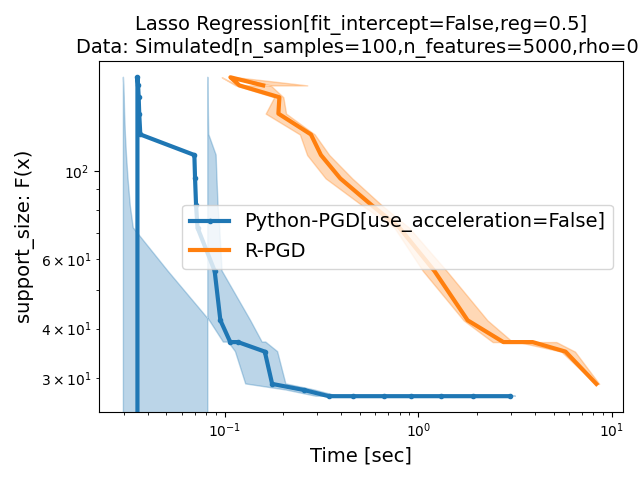 Lasso Regression[fit_intercept=False,reg=0.5]
Data: Simulated[n_samples=100,n_features=5000,rho=0
support_size: F(x)
10²
6 × 10¹
4 × 10¹
3 × 10¹
Python-PGD[use_acceleration=False]
R-PGD
10⁻¹
10⁰
10¹
Time [sec]